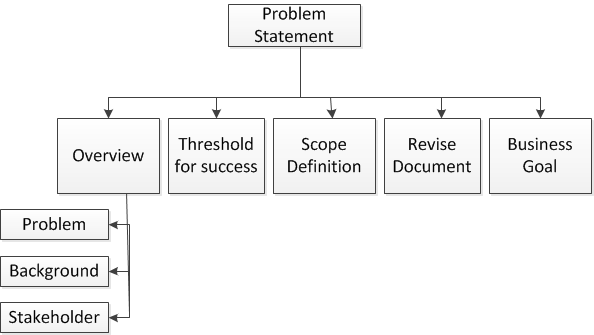 Problem
Statement
Overview
Threshold
for success
Scope
Definition
Revise
Document
Business
Goal
Problem
Background
Stakeholder